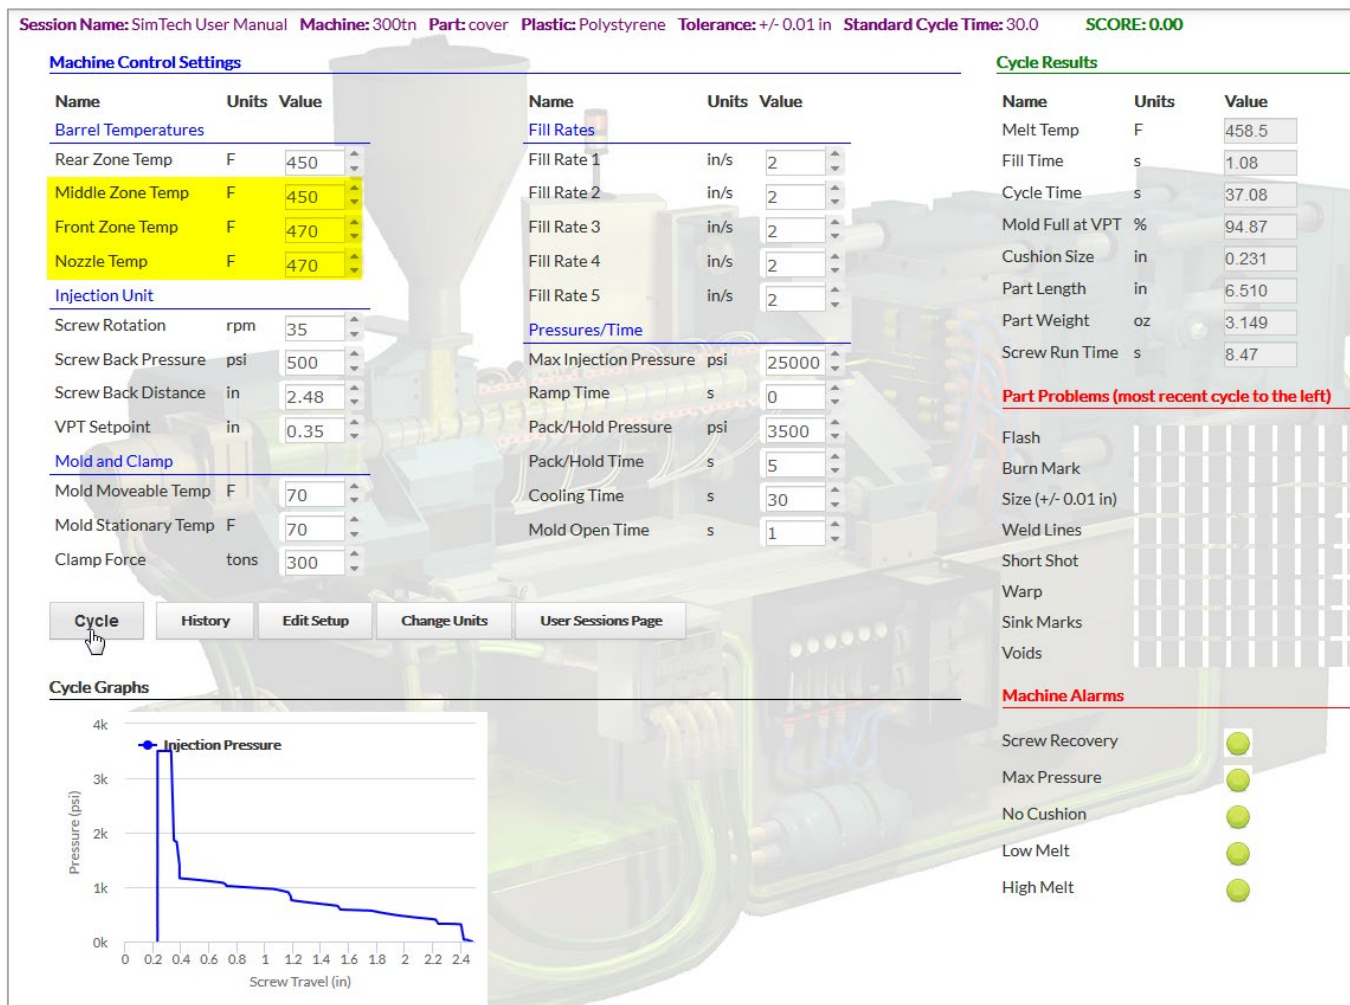 Session Name: SimTech User Manual Machine: 300tn Part: cover Plastic: Polystyrene Tolerance: +/- 0.01 in Standard Cycle Time: 30.0 SCORE: 0.00
Machine Control Settings
Name Units Value
Barrel Temperatures
Rear Zone Temp F 450
Middle Zone Temp F 450
Front Zone Temp F 470
Nozzle Temp F 470
Injection Unit
Screw Rotation rpm 35
Screw Back Pressure psi 500
Screw Back Distance in 2.48
VPT Setpoint in 0.35
Mold and Clamp
Mold Moveable Temp F 70
Mold Stationary Temp F 70
Clamp Force tons 300
Name Units Value
Fill Rates
Fill Rate 1 in/s 2
Fill Rate 2 in/s 2
Fill Rate 3 in/s 2
Fill Rate 4 in/s 2
Fill Rate 5 in/s 2
Pressures/Time
Max Injection Pressure psi 25000
Ramp Time s 0
Pack/Hold Pressure psi 3500
Pack/Hold Time s 5
Cooling Time s 30
Mold Open Time s 1
Cycle History Edit Setup Change Units User Sessions Page
Cycle Graphs
Injection Pressure
4k
3k
2k
1k
0k
Pressure (psi)
0 0.2 0.4 0.6 0.8 1 1.2 1.4 1.6 1.8 2 2.2 2.4
Screw Travel (in)
Cycle Results
Name Units Value
Melt Temp F 458.5
Fill Time s 1.08
Cycle Time s 37.08
Mold Full at VPT % 94.87
Cushion Size in 0.231
Part Length in 6.510
Part Weight oz 3.149
Screw Run Time s 8.47
Part Problems (most recent cycle to the left)
Flash
Burn Mark
Size (+/- 0.01 in)
Weld Lines
Short Shot
Warp
Sink Marks
Voids
Machine Alarms
Screw Recovery
Max Pressure
No Cushion
Low Melt
High Melt